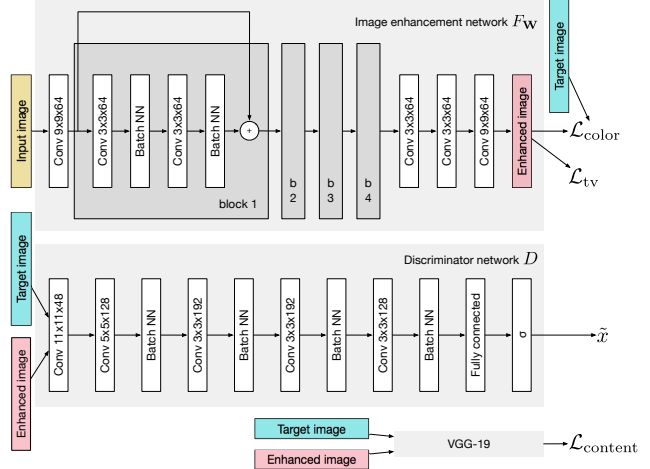 Image enhancement network F_W
Input image
Conv 9x9x64
Conv 3x3x64
Batch NN
Conv 3x3x64
Batch NN
+
block 1
b 2
b 3
b 4
Conv 3x3x64
Conv 3x3x64
Conv 9x9x64
Enhanced image
Target image
ℒcolor
ℒtv
Discriminator network D
Target image
Enhanced image
Conv 11x11x48
Conv 5x5x128
Batch NN
Conv 3x3x192
Batch NN
Conv 3x3x192
Batch NN
Conv 3x3x128
Batch NN
Fully connected
σ
x̃
Target image
Enhanced image
VGG-19
ℒcontent